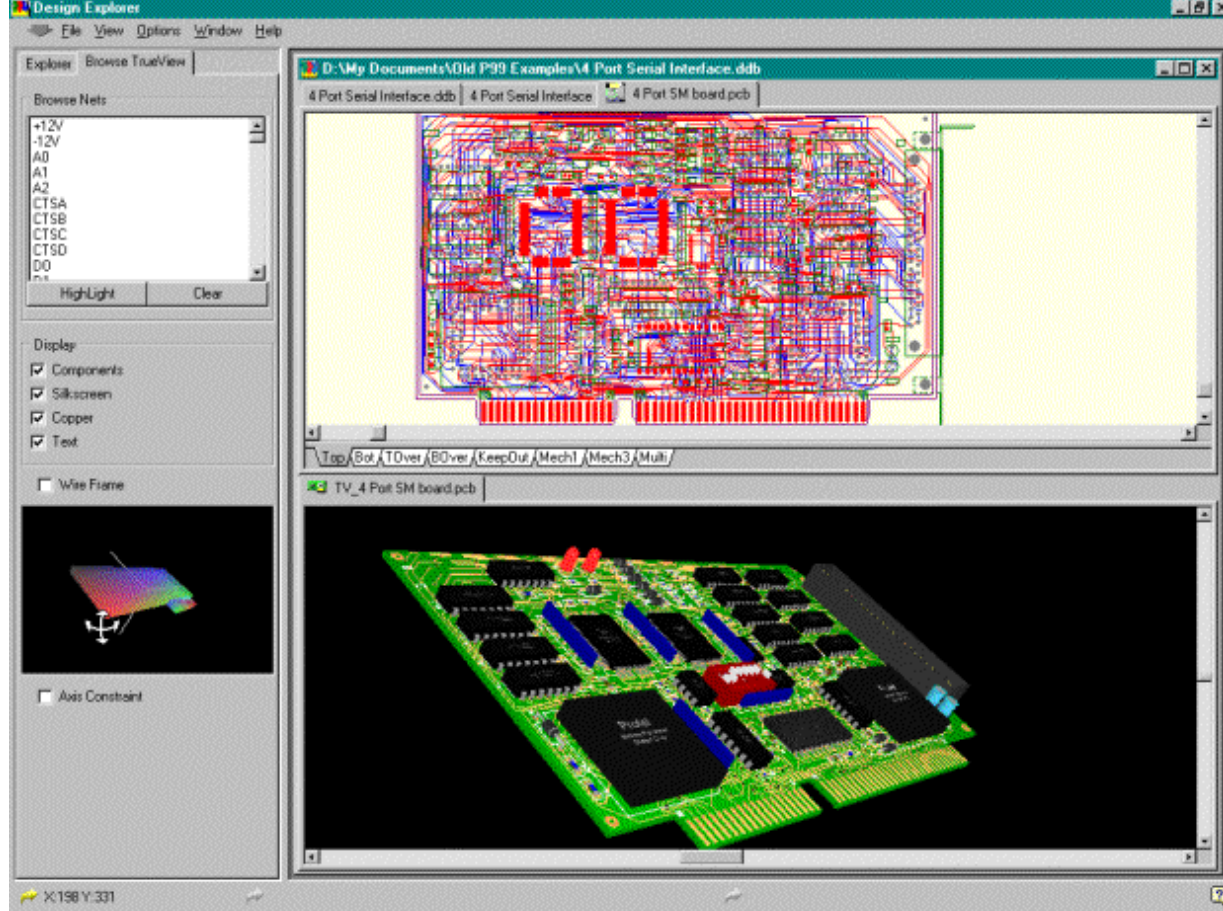 Design Explorer
File View Options Window Help
Explorer Browse TrueView
Browse Nets
+12V
-12V
A0
A1
A2
CTSA
CTSB
CTSC
CTSD
D0
HighLight Clear
Display
Components
Silkscreen
Copper
Text
Wire Frame
Axis Constraint
D:\My Documents\Old P99 Examples\4 Port Serial Interface.ddb
4 Port Serial Interface.ddb 4 Port Serial Interface 4 Port SM board.pcb
Top Bot TOver BOver KeepOut Mech1 Mech3 Multi
TV_4 Port SM board.pcb
Protel
X:198 Y:331